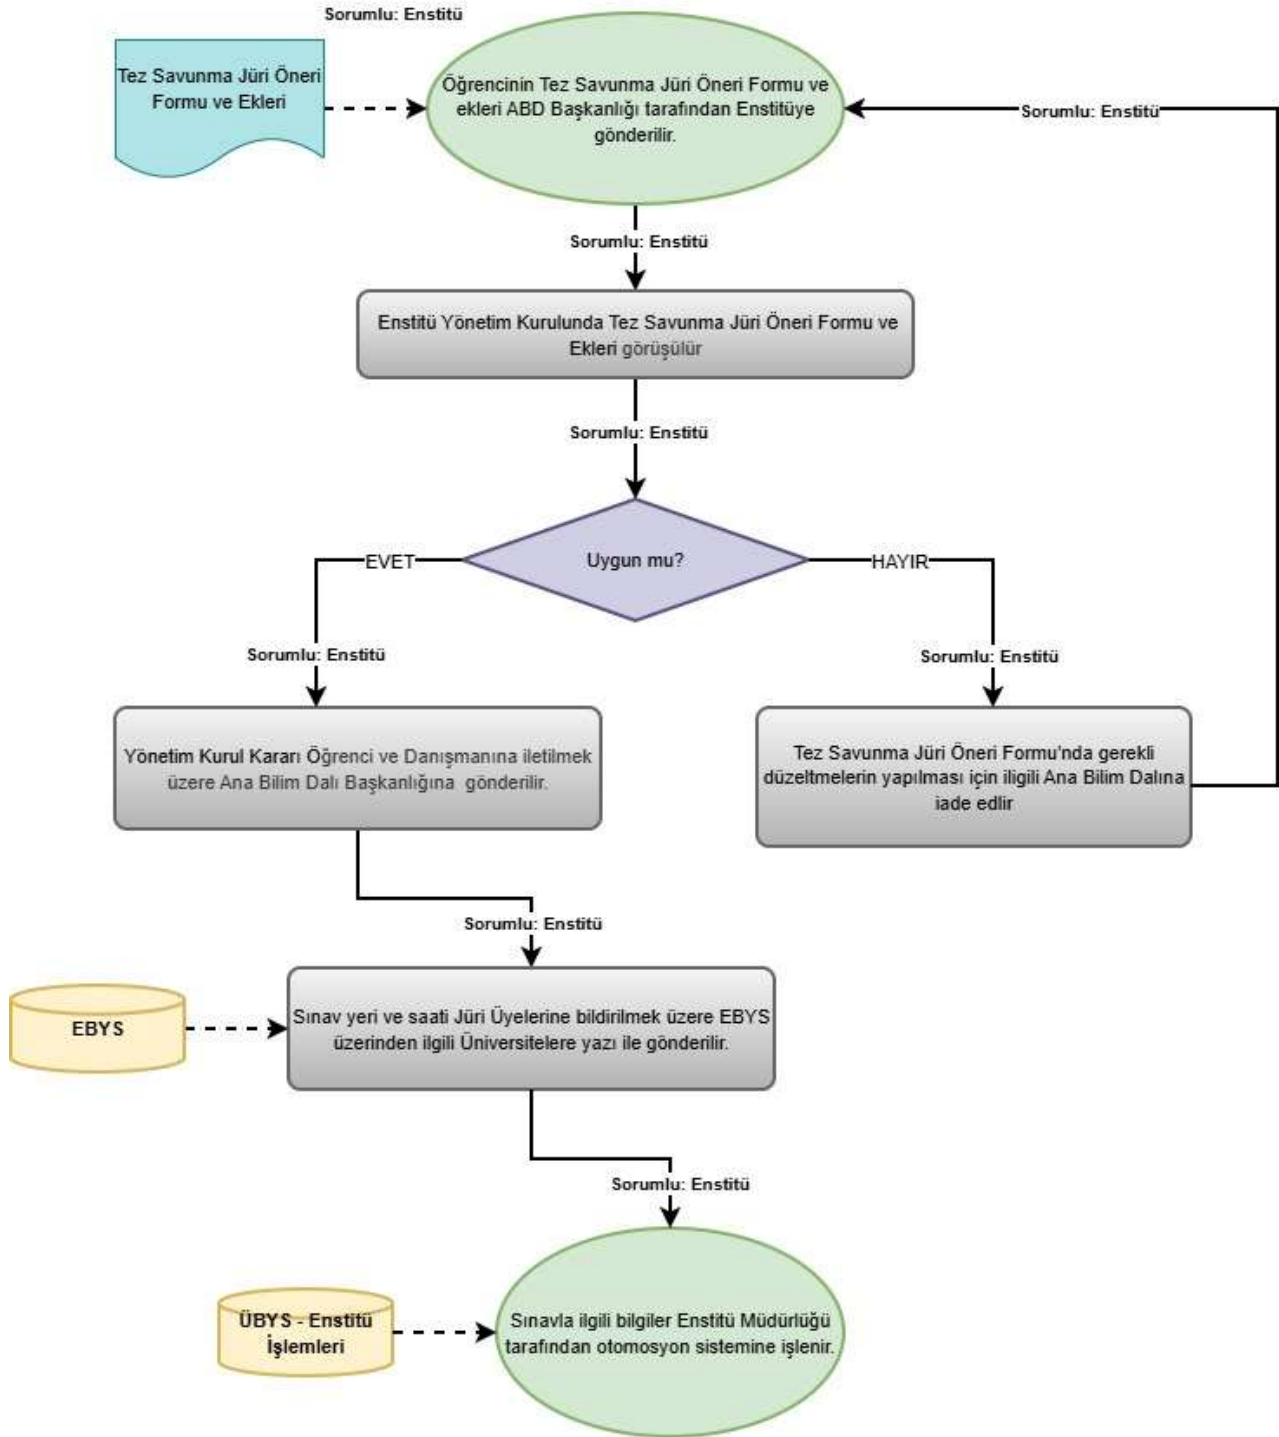 Sorumlu: Enstitü
Tez Savunma Jüri Öneri
Formu ve Ekleri
Öğrencinin Tez Savunma Jüri Öneri Formu ve
ekleri ABD Başkanlığı tarafından Enstitüye
gönderilir.
Sorumlu: Enstitü
Sorumlu: Enstitü
Enstitü Yönetim Kurulunda Tez Savunma Jüri Öneri Formu ve
Ekleri görüşülür
Sorumlu: Enstitü
Uygun mu?
EVET
HAYIR
Sorumlu: Enstitü
Sorumlu: Enstitü
Yönetim Kurul Kararı Öğrenci ve Danışmanına iletilmek
üzere Ana Bilim Dalı Başkanlığına gönderilir.
Tez Savunma Jüri Öneri Formu'nda gerekli
düzeltmelerin yapılması için iligili Ana Bilim Dalına
iade edlir
Sorumlu: Enstitü
EBYS
Sınav yeri ve saati Jüri Üyelerine bildirilmek üzere EBYS
üzerinden ilgili Üniversitelere yazı ile gönderilir.
Sorumlu: Enstitü
ÜBYS - Enstitü
İşlemleri
Sınavla ilgili bilgiler Enstitü Müdürlüğü
tarafından otomosyon sistemine işlenir.